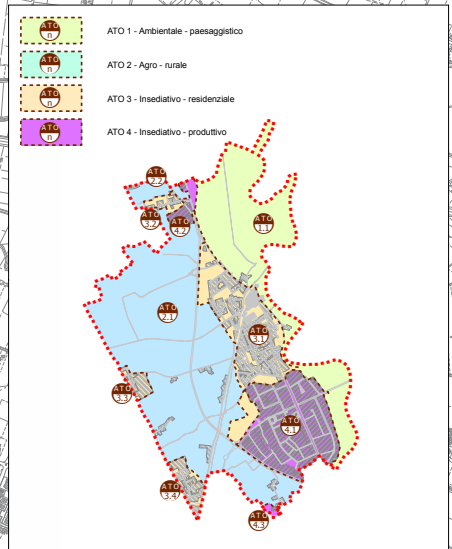 ATO n ATO 1 - Ambientale - paesaggistico
ATO n ATO 2 - Agro - rurale
ATO n ATO 3 - Insediativo - residenziale
ATO n ATO 4 - Insediativo - produttivo
ATO 2.2
ATO 3.2
ATO 4.2
ATO 1.1
ATO 2.1
ATO 3.1
ATO 3.3
ATO 4.1
ATO 3.4
ATO 4.3